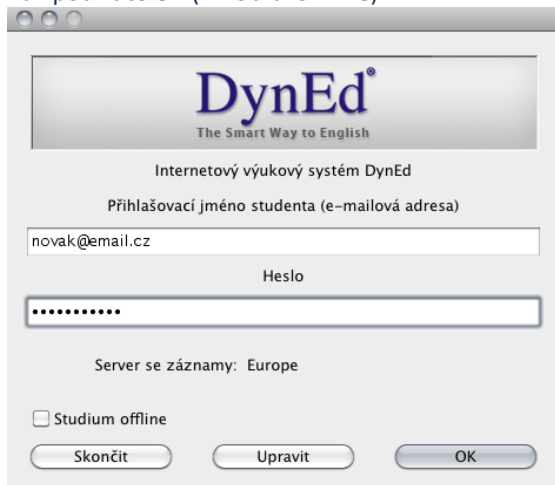 DynEd®
The Smart Way to English
Internetový výukový systém DynEd
Přihlašovací jméno studenta (e-mailová adresa)
novak@email.cz
Heslo
•••••••••••
Server se záznamy: Europe
Studium offline
Skončit Upravit OK